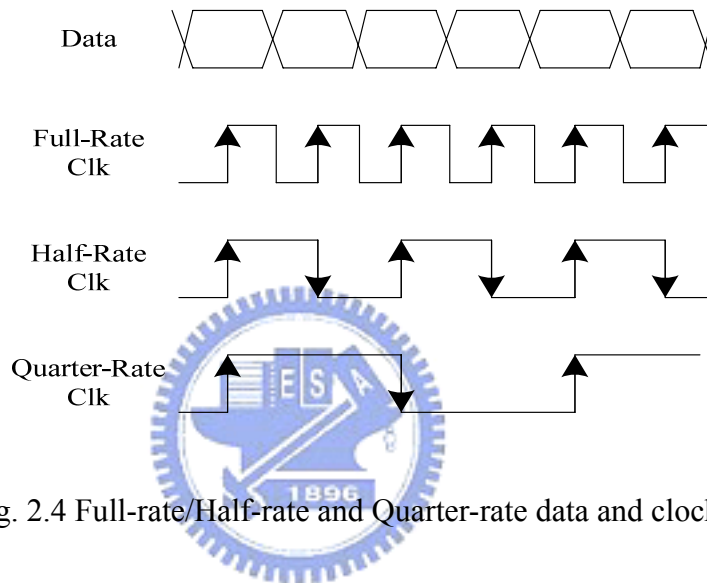 Data
Full-Rate
Clk
Half-Rate
Clk
Quarter-Rate
Clk
E S A
1896
g. 2.4 Full-rate/Half-rate and Quarter-rate data and clock